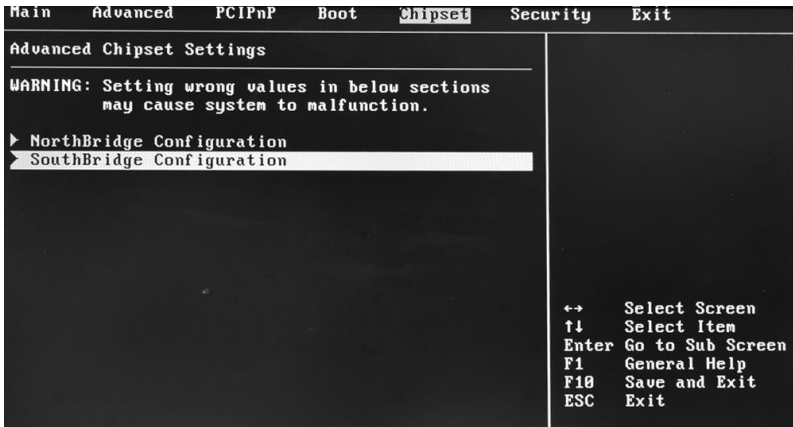 Main Advanced PCIPnP Boot Chipset Security Exit
Advanced Chipset Settings
WARNING: Setting wrong values in below sections
may cause system to malfunction.
NorthBridge Configuration
SouthBridge Configuration
←→ Select Screen
↑↓ Select Item
Enter Go to Sub Screen
F1 General Help
F10 Save and Exit
ESC Exit